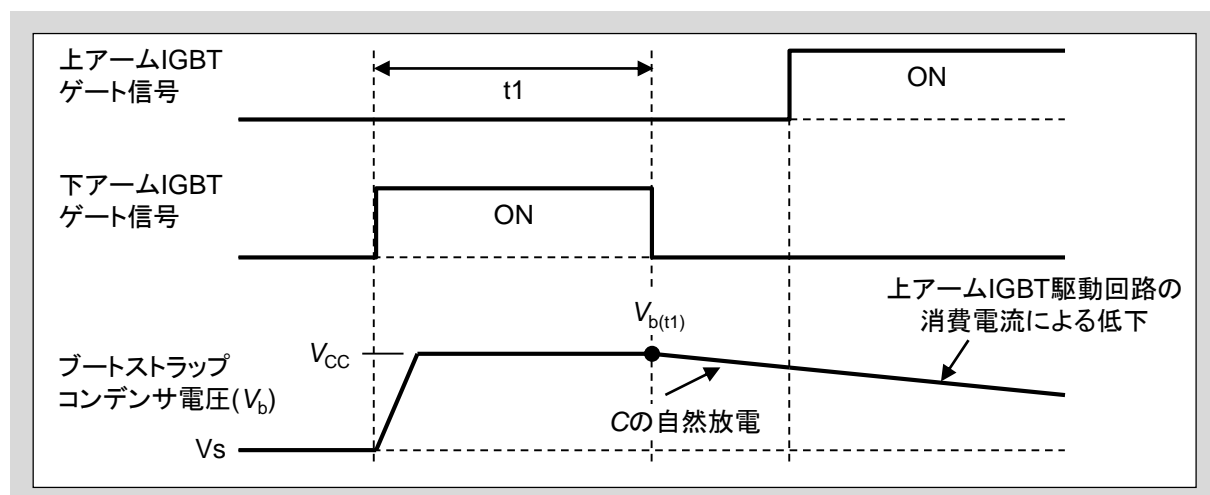 上アームIGBT
ゲート信号
t1
ON
下アームIGBT
ゲート信号
ON
上アームIGBT駆動回路の
消費電流による低下
Vb(t1)
VCC
ブートストラップ
コンデンサ電圧(Vb)
Cの自然放電
Vs